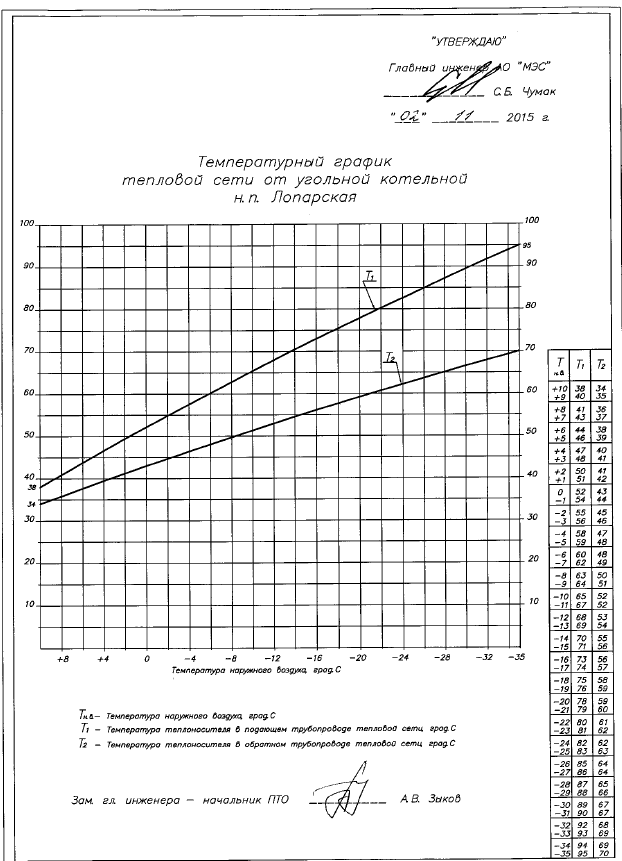 "УТВЕРЖДАЮ"
Главный инженер АО "МЭС"
С.Б. Чумак
"02" 11 2015 г.
Температурный график
тепловой сети от угольной котельной
н.п. Лопарская
100 100
95
90 90
80 80
70 70
60 60
50 50
40 40
38
34
30 30
20 20
10 10
T1
T2
+8 +4 0 -4 -8 -12 -16 -20 -24 -28 -32 -35
Температура наружного воздуха, град.С
T н.в. T1 T2
+10 38 34
+9 40 35
+8 41 36
+7 43 37
+6 44 38
+5 46 39
+4 47 40
+3 48 41
+2 50 41
+1 51 42
0 52 43
-1 54 44
-2 55 45
-3 56 46
-4 58 47
-5 59 48
-6 60 48
-7 62 49
-8 63 50
-9 64 51
-10 65 52
-11 67 52
-12 68 53
-13 69 54
-14 70 55
-15 71 56
-16 73 56
-17 74 57
-18 75 58
-19 76 59
-20 78 59
-21 79 60
-22 80 61
-23 81 62
-24 82 62
-25 83 63
-26 85 64
-27 86 64
-28 87 65
-29 88 66
-30 89 67
-31 90 67
-32 92 68
-33 93 69
-34 94 69
-35 95 70
Tн.в. – Температура наружного воздуха, град.С
T1 – Температура теплоносителя в подающем трубопроводе тепловой сети, град.С
T2 – Температура теплоносителя в обратном трубопроводе тепловой сети, град.С
Зам. гл. инженера – начальник ПТО А.В. Зыков